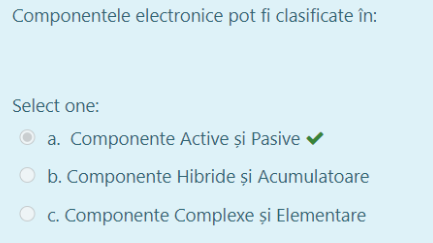 Componentele electronice pot fi clasificate în:
Select one:
a. Componente Active și Pasive
b. Componente Hibride și Acumulatoare
c. Componente Complexe și Elementare